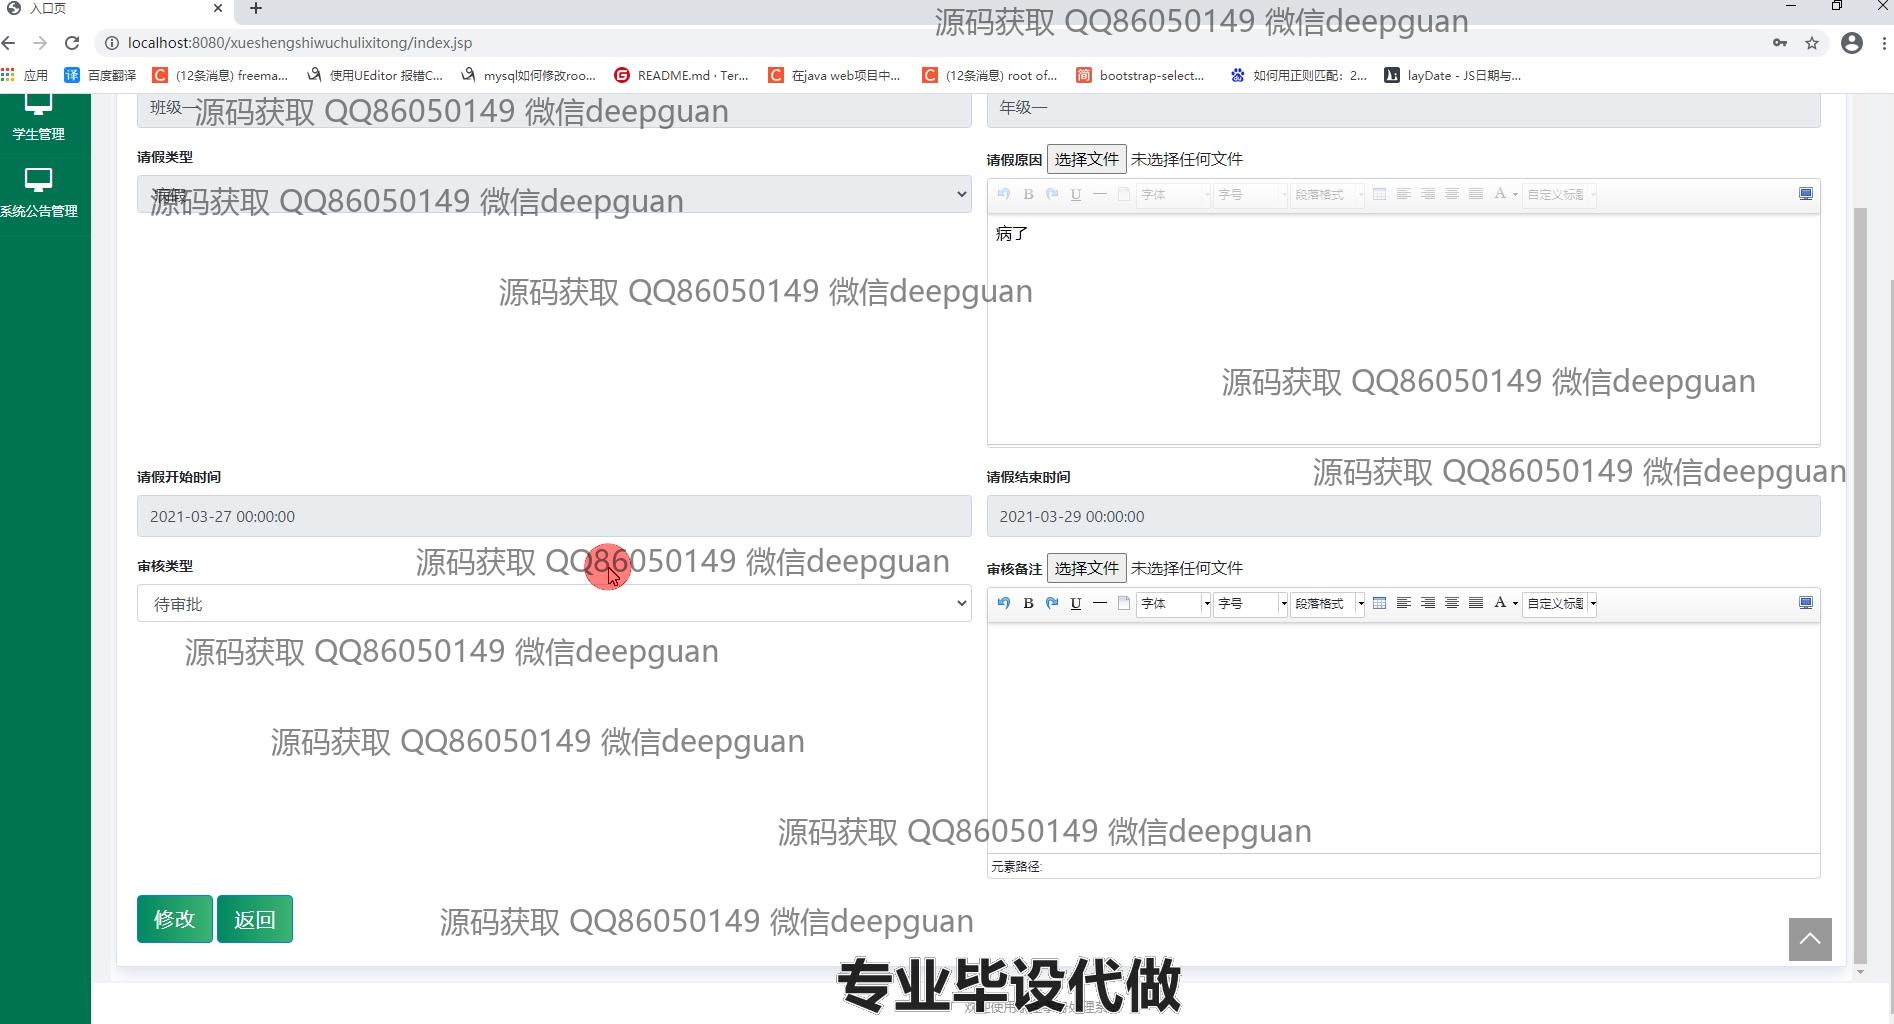 入口页
localhost:8080/xueshengshiwuchulixitong/index.jsp
源码获取 QQ86050149 微信deepguan
应用 百度翻译 (12条消息) freema... 使用UEditor 报错C... mysql如何修改roo... README.md · Ter... 在java web项目中... (12条消息) root of... bootstrap-select... 如何用正则匹配：2... layDate - JS日期与...
班级一 年级一
源码获取 QQ86050149 微信deepguan
学生管理
请假类型 请假原因 选择文件 未选择任何文件
病假
源码获取 QQ86050149 微信deepguan
B U 字体 字号 段落格式 A 自定义标题
系统公告管理
病了
源码获取 QQ86050149 微信deepguan
源码获取 QQ86050149 微信deepguan
请假开始时间 请假结束时间
源码获取 QQ86050149 微信deepguan
2021-03-27 00:00:00 2021-03-29 00:00:00
审核类型 审核备注 选择文件 未选择任何文件
源码获取 QQ86050149 微信deepguan
待审批
B U 字体 字号 段落格式 A 自定义标题
源码获取 QQ86050149 微信deepguan
源码获取 QQ86050149 微信deepguan
源码获取 QQ86050149 微信deepguan
元素路径:
修改 返回
源码获取 QQ86050149 微信deepguan
专业毕设代做